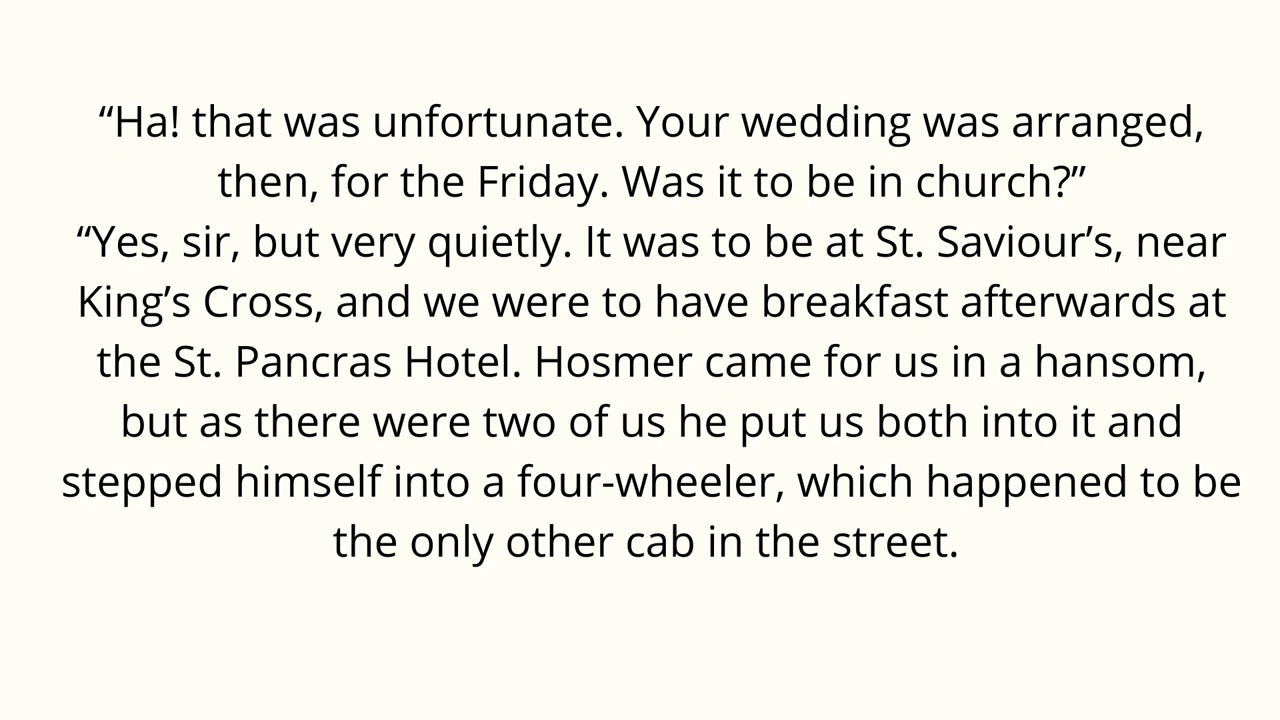 “Ha! that was unfortunate. Your wedding was arranged,
then, for the Friday. Was it to be in church?”
“Yes, sir, but very quietly. It was to be at St. Saviour’s, near
King’s Cross, and we were to have breakfast afterwards at
the St. Pancras Hotel. Hosmer came for us in a hansom,
but as there were two of us he put us both into it and
stepped himself into a four-wheeler, which happened to be
the only other cab in the street.